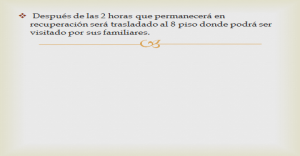 Después de las 2 horas que permanecerá en
recuperación será trasladado al 8 piso donde podrá ser
visitado por sus familiares.